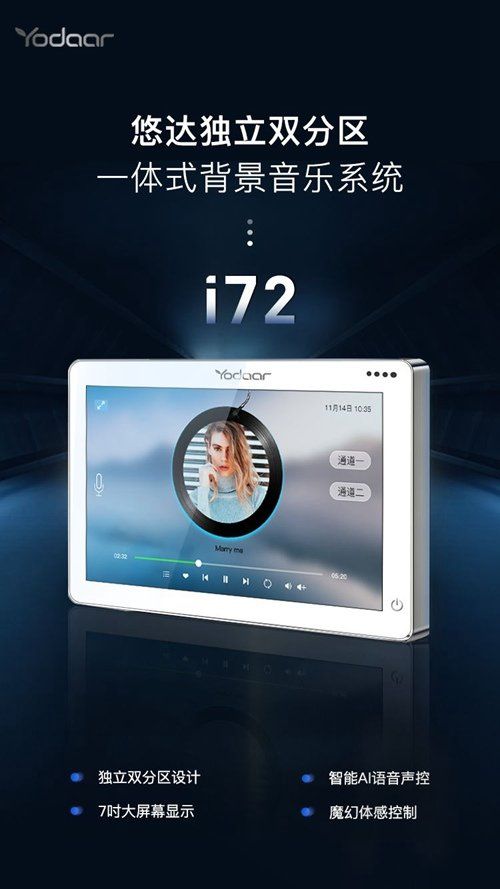 Yodaar
悠达独立双分区
一体式背景音乐系统
i72
Yodaar
11月14日 10:35
通道一
通道二
Marry me
02:32
05:20
独立双分区设计
智能AI语音声控
7吋大屏幕显示
魔幻体感控制